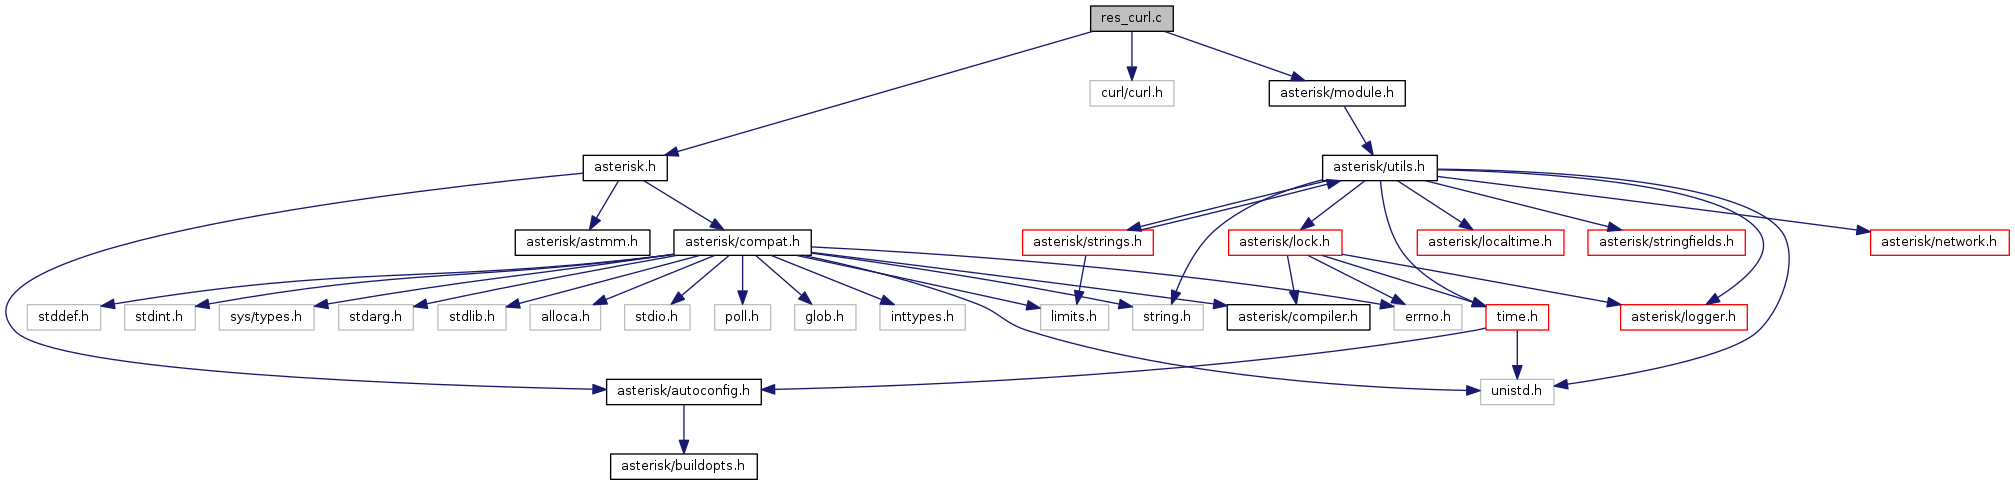 res_curl.c
curl/curl.h
asterisk/module.h
asterisk.h
asterisk/utils.h
asterisk/astmm.h
asterisk/compat.h
asterisk/strings.h
asterisk/lock.h
asterisk/localtime.h
asterisk/stringfields.h
asterisk/network.h
stddef.h
stdint.h
sys/types.h
stdarg.h
stdlib.h
alloca.h
stdio.h
poll.h
glob.h
inttypes.h
limits.h
string.h
asterisk/compiler.h
errno.h
time.h
asterisk/logger.h
asterisk/autoconfig.h
unistd.h
asterisk/buildopts.h